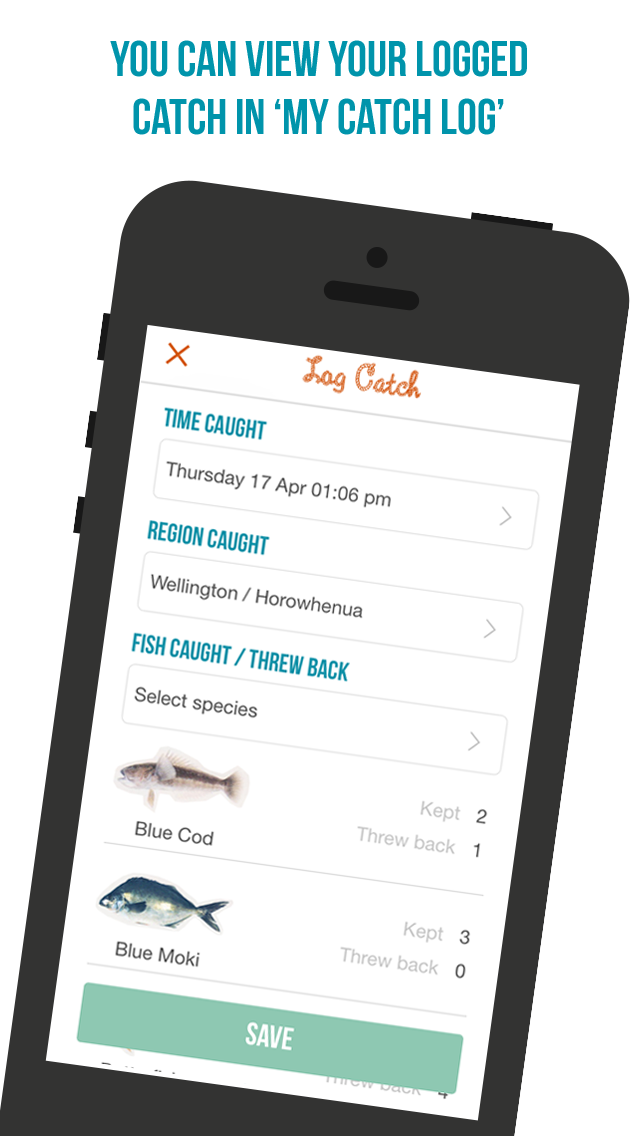 YOU CAN VIEW YOUR LOGGED
CATCH IN ‘MY CATCH LOG’
Log Catch
TIME CAUGHT
Thursday 17 Apr 01:06 pm
REGION CAUGHT
Wellington / Horowhenua
FISH CAUGHT / THREW BACK
Select species
Kept 2
Threw back 1
Blue Cod
Kept 3
Threw back 0
Blue Moki
SAVE
Threw back 4